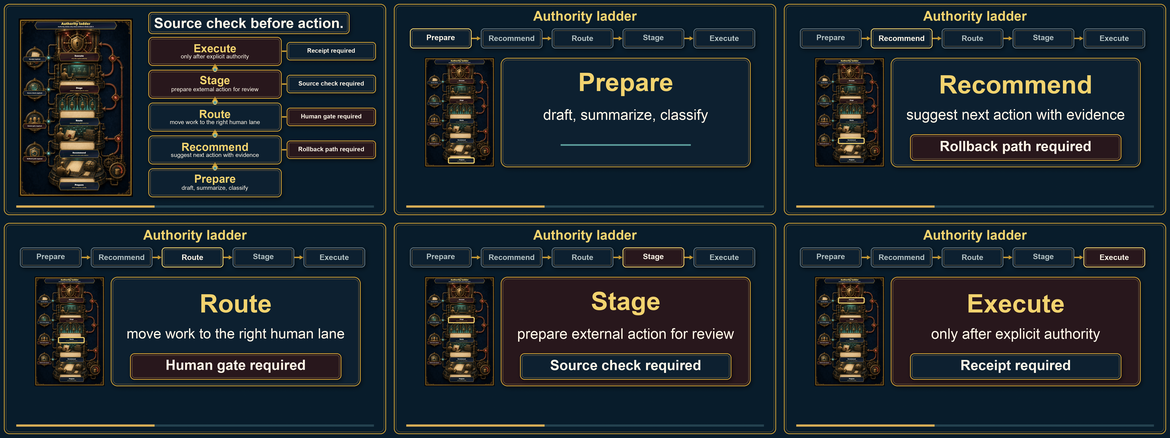 Authority ladder
Source check before action.
Execute
only after explicit authority
Receipt required
Stage
prepare external action for review
Source check required
Route
move work to the right human lane
Human gate required
Recommend
suggest next action with evidence
Rollback path required
Prepare
draft, summarize, classify
Execute
Stage
Route
Recommend
Prepare
Authority ladder
Prepare Recommend Route Stage Execute
Prepare
draft, summarize, classify
Authority ladder
Prepare Recommend Route Stage Execute
Recommend
suggest next action with evidence
Rollback path required
Authority ladder
Prepare Recommend Route Stage Execute
Route
move work to the right human lane
Human gate required
Authority ladder
Prepare Recommend Route Stage Execute
Stage
prepare external action for review
Source check required
Authority ladder
Prepare Recommend Route Stage Execute
Execute
only after explicit authority
Receipt required